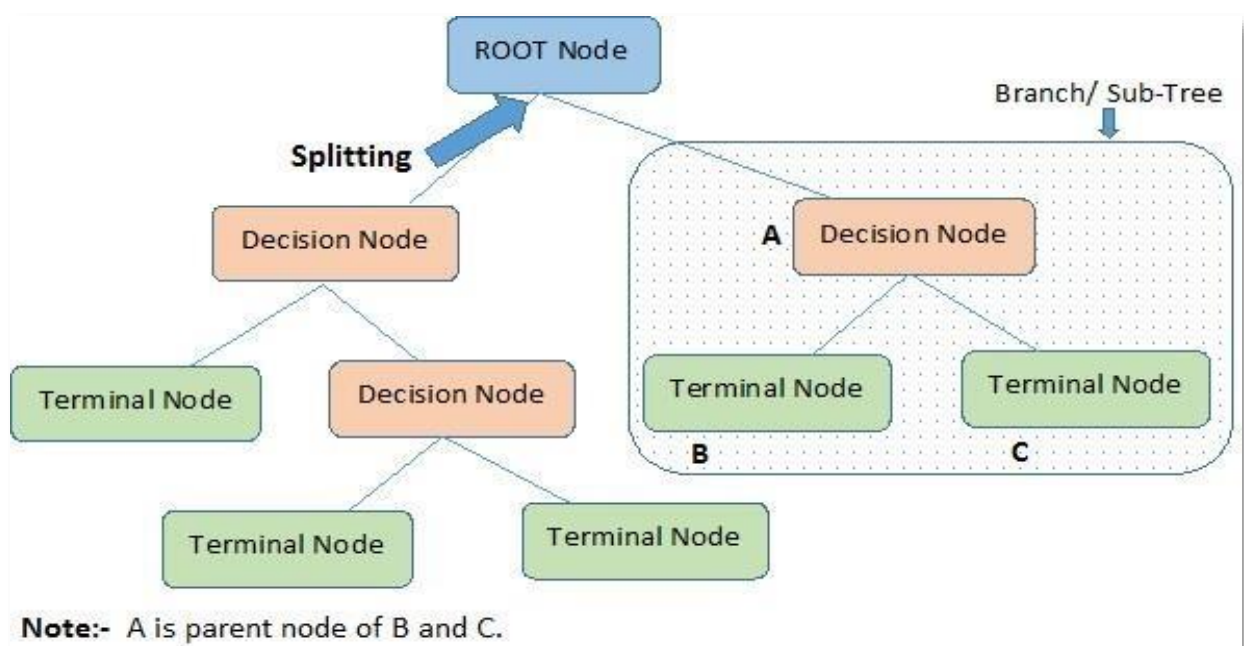 ROOT Node
Branch/ Sub-Tree
Splitting
Decision Node
A
Decision Node
Terminal Node
Decision Node
Terminal Node
Terminal Node
B
C
Terminal Node
Terminal Node
Note:- A is parent node of B and C.